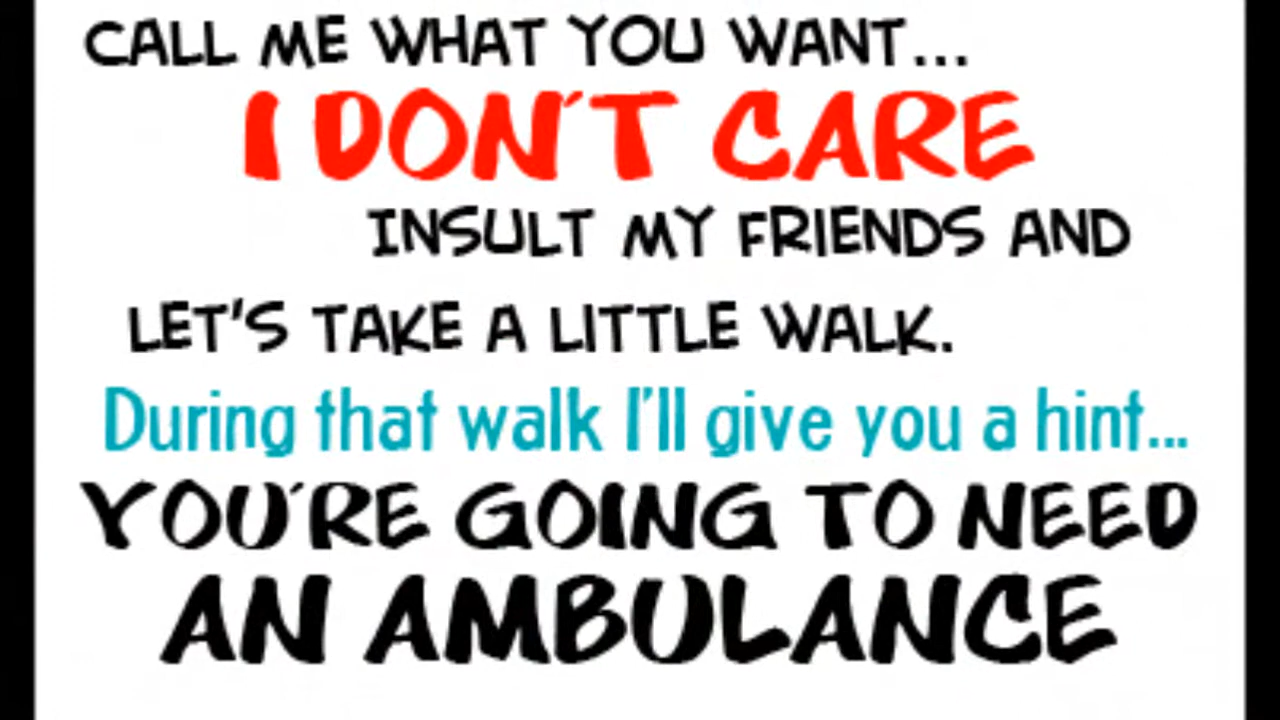 CALL ME WHAT YOU WANT...
I DON'T CARE
INSULT MY FRIENDS AND
LET'S TAKE A LITTLE WALK.
During that walk I'll give you a hint...
YOU'RE GOING TO NEED
AN AMBULANCE